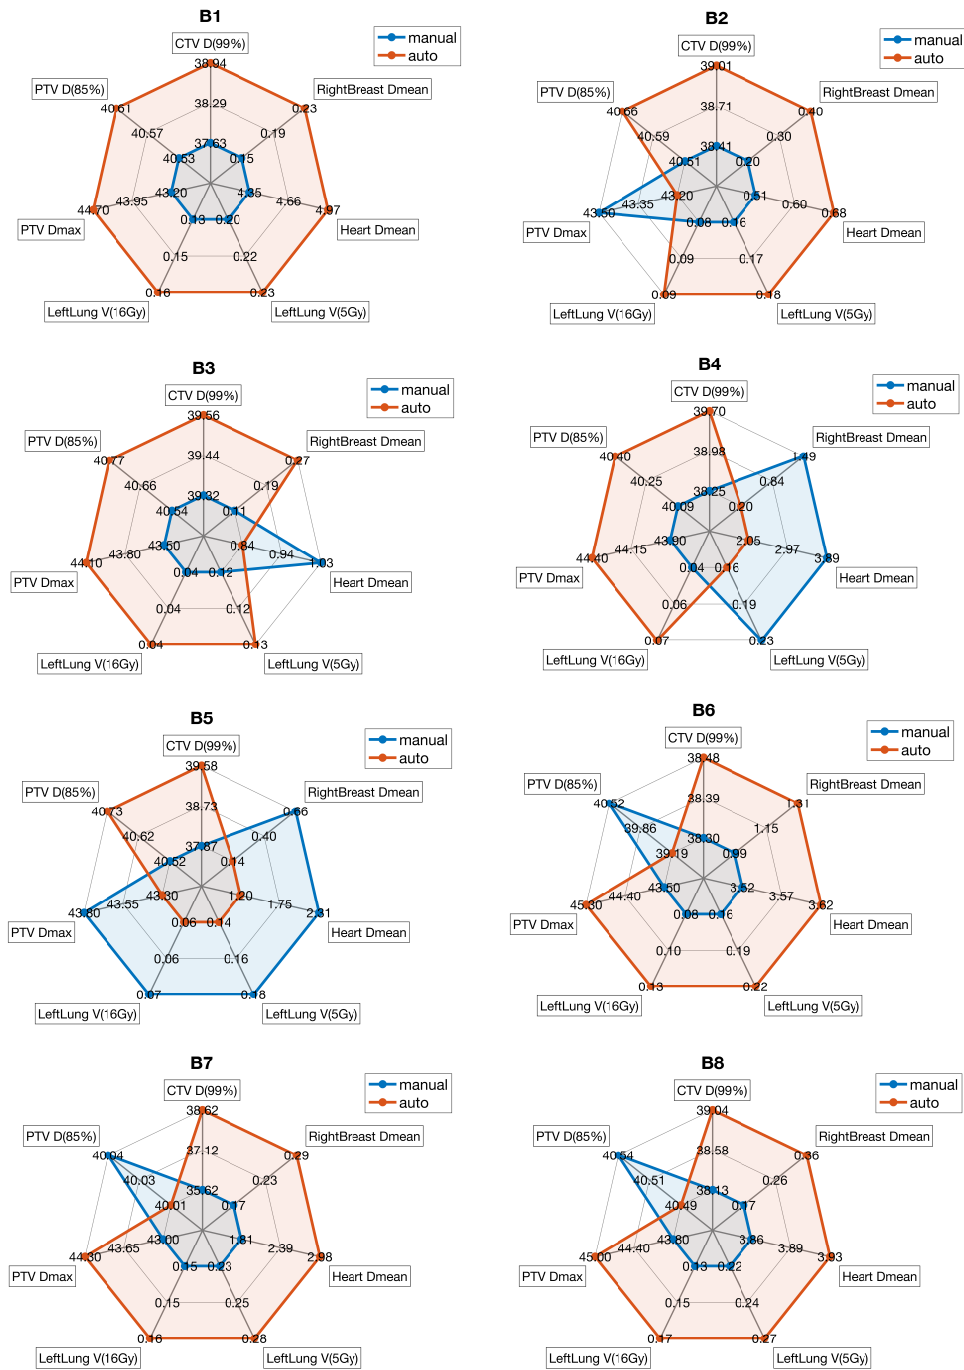 B1
manual
auto
CTV D(99%)
38.94
PTV D(85%)
RightBreast Dmean
40.61
38.29
0.23
40.57
0.19
37.63
40.53
0.15
43.20
4.35
44.70
43.95
4.66
4.97
PTV Dmax
Heart Dmean
0.13
0.20
0.15
0.22
0.16
0.23
LeftLung V(16Gy)
LeftLung V(5Gy)
B2
manual
auto
CTV D(99%)
39.01
PTV D(85%)
RightBreast Dmean
40.66
38.71
0.40
40.59
0.30
38.41
40.51
0.20
43.20
0.51
43.50
43.35
0.60
0.68
PTV Dmax
Heart Dmean
0.08
0.16
0.09
0.17
0.09
0.18
LeftLung V(16Gy)
LeftLung V(5Gy)
B3
manual
auto
CTV D(99%)
39.56
PTV D(85%)
RightBreast Dmean
40.77
39.44
0.27
40.66
0.19
39.32
40.54
0.11
43.50
0.84
44.10
43.80
0.94
1.03
PTV Dmax
Heart Dmean
0.04
0.12
0.04
0.12
0.04
0.13
LeftLung V(16Gy)
LeftLung V(5Gy)
B4
manual
auto
CTV D(99%)
39.70
PTV D(85%)
RightBreast Dmean
40.40
38.98
1.49
40.25
0.84
38.25
40.09
0.20
43.90
2.05
44.40
44.15
2.97
3.89
PTV Dmax
Heart Dmean
0.04
0.16
0.06
0.19
0.07
0.23
LeftLung V(16Gy)
LeftLung V(5Gy)
B5
manual
auto
CTV D(99%)
39.58
PTV D(85%)
RightBreast Dmean
40.73
38.73
0.66
40.62
0.40
37.87
40.52
0.14
43.30
1.20
43.80
43.55
1.75
2.31
PTV Dmax
Heart Dmean
0.06
0.14
0.06
0.16
0.07
0.18
LeftLung V(16Gy)
LeftLung V(5Gy)
B6
manual
auto
CTV D(99%)
38.48
PTV D(85%)
RightBreast Dmean
40.52
38.39
1.31
39.86
1.15
38.30
39.19
0.99
43.50
3.52
45.30
44.40
3.57
3.62
PTV Dmax
Heart Dmean
0.08
0.16
0.10
0.19
0.13
0.22
LeftLung V(16Gy)
LeftLung V(5Gy)
B7
manual
auto
CTV D(99%)
38.62
PTV D(85%)
RightBreast Dmean
40.04
37.12
0.29
40.03
0.23
35.62
40.01
0.17
43.00
1.81
44.30
43.65
2.39
2.98
PTV Dmax
Heart Dmean
0.15
0.23
0.15
0.25
0.16
0.28
LeftLung V(16Gy)
LeftLung V(5Gy)
B8
manual
auto
CTV D(99%)
39.04
PTV D(85%)
RightBreast Dmean
40.54
38.58
0.36
40.51
0.26
38.13
40.49
0.17
43.80
3.86
45.00
44.40
3.89
3.93
PTV Dmax
Heart Dmean
0.13
0.22
0.15
0.24
0.17
0.27
LeftLung V(16Gy)
LeftLung V(5Gy)